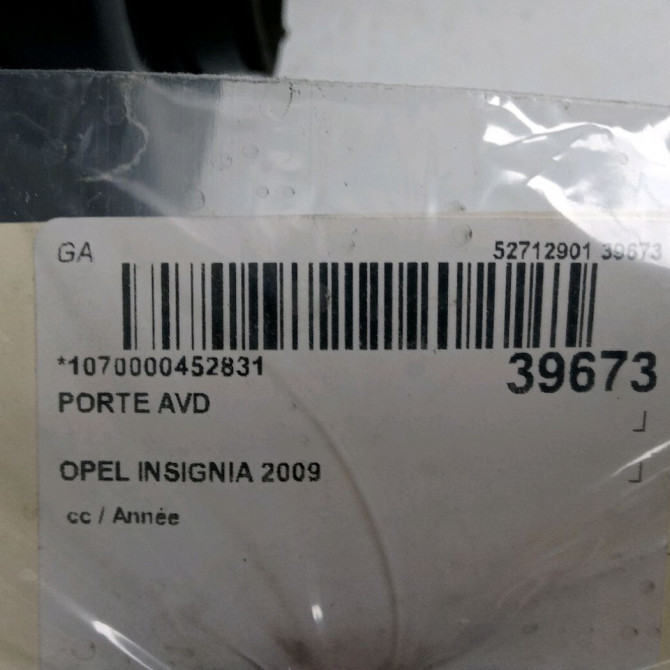 GA 52712901 39673
*1070000452831 39673
PORTE AVD
OPEL INSIGNIA 2009
cc / Année